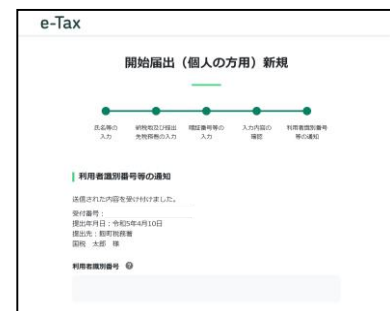 e-Tax
開始届出（個人の方用）新規
氏名等の
入力
納税地及び提出
先税務署の入力
暗証番号等の
入力
入力内容の
確認
利用者識別番号
等の通知
利用者識別番号等の通知
送信された内容を受け付けました。
受付番号：
提出年月日：令和5年4月10日
提出先：麹町税務署
国税 太郎 様
利用者識別番号